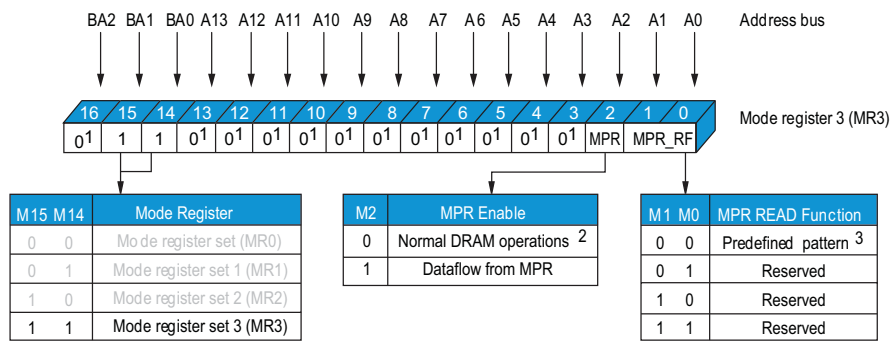 BA2 BA1 BA0 A13 A12 A11 A10 A9 A8 A7 A6 A5 A4 A3 A2 A1 A0 Address bus
16 15 14 13 12 11 10 9 8 7 6 5 4 3 2 1 0
Mode register 3 (MR3)
0¹ 1 1 0¹ 0¹ 0¹ 0¹ 0¹ 0¹ 0¹ 0¹ 0¹ 0¹ 0¹ MPR MPR_RF
M15 M14 Mode Register
0 0 Mode register set (MR0)
0 1 Mode register set 1 (MR1)
1 0 Mode register set 2 (MR2)
1 1 Mode register set 3 (MR3)
M2 MPR Enable
0 Normal DRAM operations ²
1 Dataflow from MPR
M1 M0 MPR READ Function
0 0 Predefined pattern ³
0 1 Reserved
1 0 Reserved
1 1 Reserved